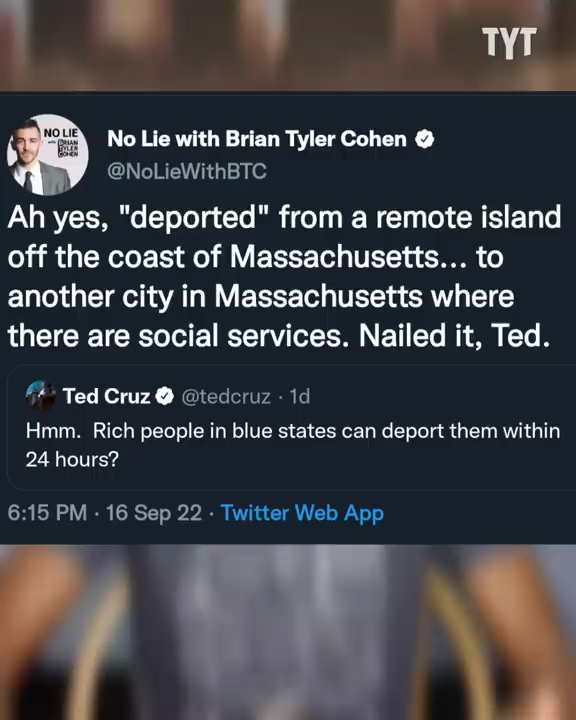 TYT
NO LIE
with BRIAN
TYLER
COHEN
No Lie with Brian Tyler Cohen
@NoLieWithBTC
Ah yes, "deported" from a remote island
off the coast of Massachusetts... to
another city in Massachusetts where
there are social services. Nailed it, Ted.
Ted Cruz @tedcruz · 1d
Hmm.  Rich people in blue states can deport them within
24 hours?
6:15 PM · 16 Sep 22 · Twitter Web App